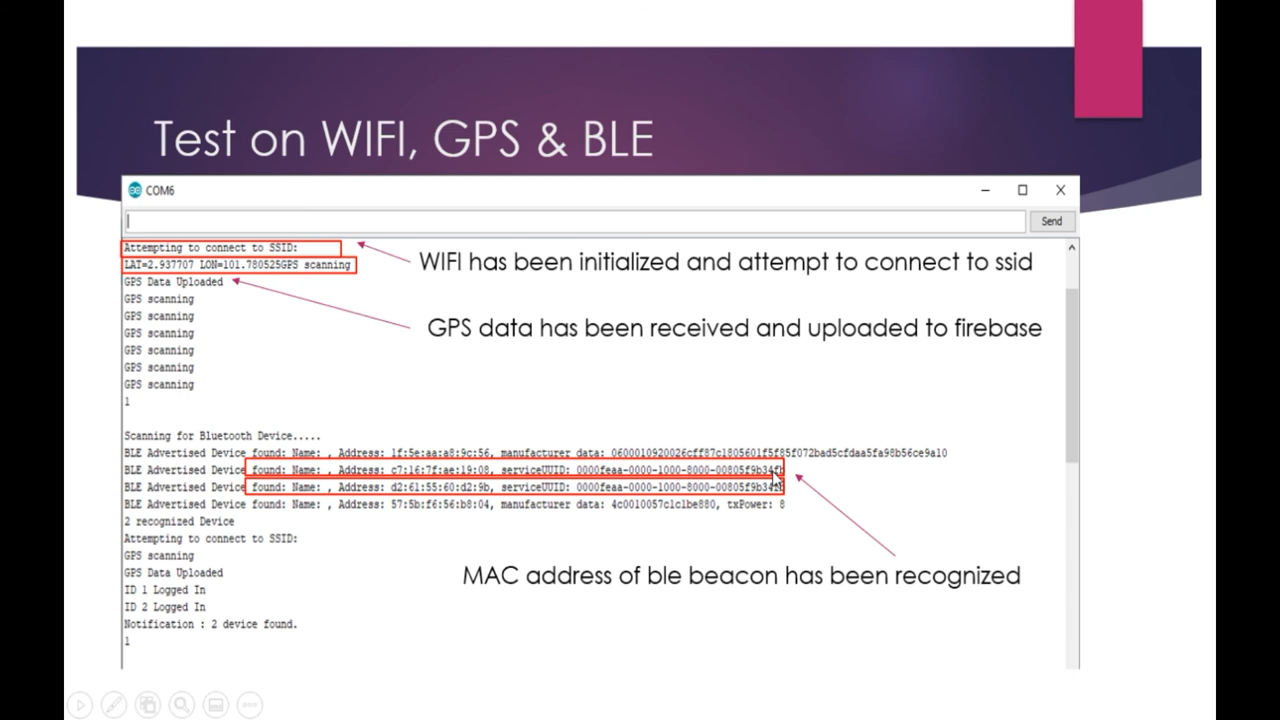 Test on WIFI, GPS & BLE
COM6
Send
Attempting to connect to SSID:
WIFI has been initialized and attempt to connect to ssid
LAT=2.937707 LON=101.780525GPS scanning
GPS Data Uploaded
GPS scanning
GPS scanning
GPS data has been received and uploaded to firebase
GPS scanning
GPS scanning
GPS scanning
GPS scanning
1
Scanning for Bluetooth Device.....
BLE Advertised Device found: Name: , Address: 1f:5e:aa:a8:9c:56, manufacturer data: 0600010920026cff87c1805601f5f85f072bad5cfdaa5fa98b56ce9a10
BLE Advertised Device found: Name: , Address: c7:16:7f:ae:19:08, serviceUUID: 0000feaa-0000-1000-8000-00805f9b34fb
BLE Advertised Device found: Name: , Address: d2:61:55:60:d2:9b, serviceUUID:
BLE Advertised Device found: Name: , Address: 57:5b:f6:56:b8:04, manufacturer data: 4c0010057c1c1be880, txPower: 8
2 recognized Device
Attempting to connect to SSID:
GPS scanning
GPS Data Uploaded
MAC address of ble beacon has been recognized
ID 1 Logged In
ID 2 Logged In
Notification : 2 device found.
1